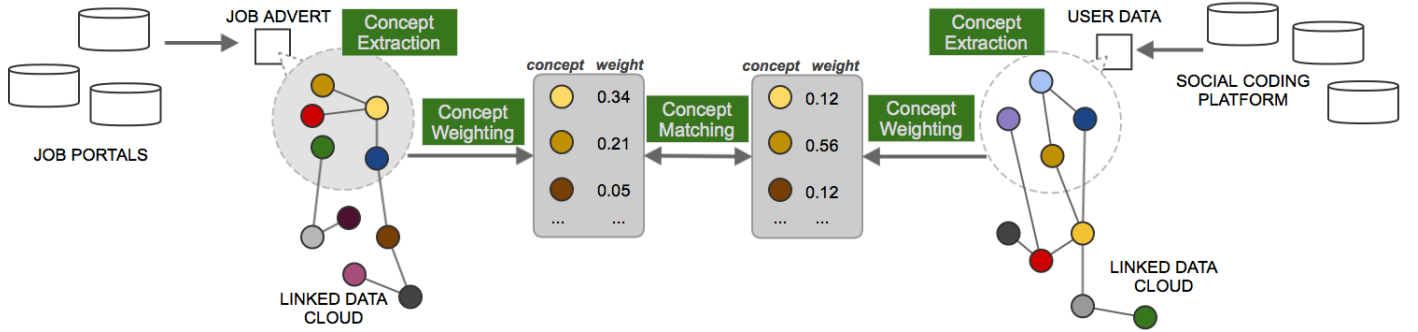 JOB ADVERT
Concept
Extraction
JOB PORTALS
LINKED DATA
CLOUD
Concept
Weighting
concept weight
0.34
0.21
0.05
... ...
Concept
Matching
concept weight
0.12
0.56
0.12
... ...
Concept
Weighting
Concept
Extraction
USER DATA
SOCIAL CODING
PLATFORM
LINKED DATA
CLOUD